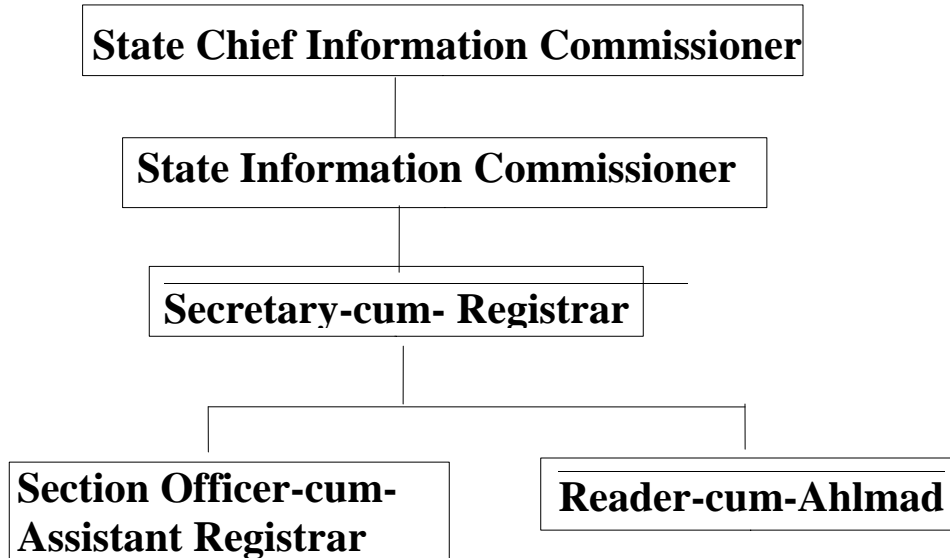 State Chief Information Commissioner
State Information Commissioner
Secretary-cum- Registrar
Section Officer-cum-
Assistant Registrar
Reader-cum-Ahlmad